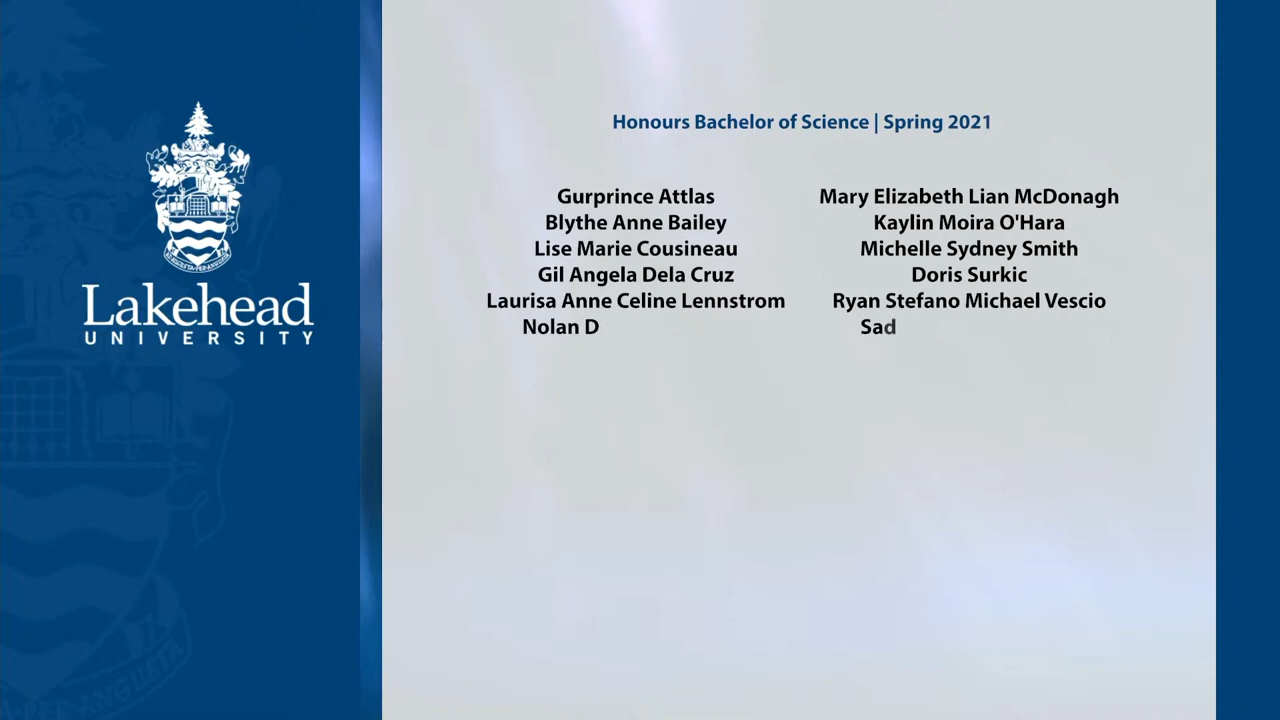 Lakehead
UNIVERSITY
Honours Bachelor of Science | Spring 2021
Gurprince Attlas
Blythe Anne Bailey
Lise Marie Cousineau
Gil Angela Dela Cruz
Laurisa Anne Celine Lennstrom
Nolan D
Mary Elizabeth Lian McDonagh
Kaylin Moira O'Hara
Michelle Sydney Smith
Doris Surkic
Ryan Stefano Michael Vescio
Sad